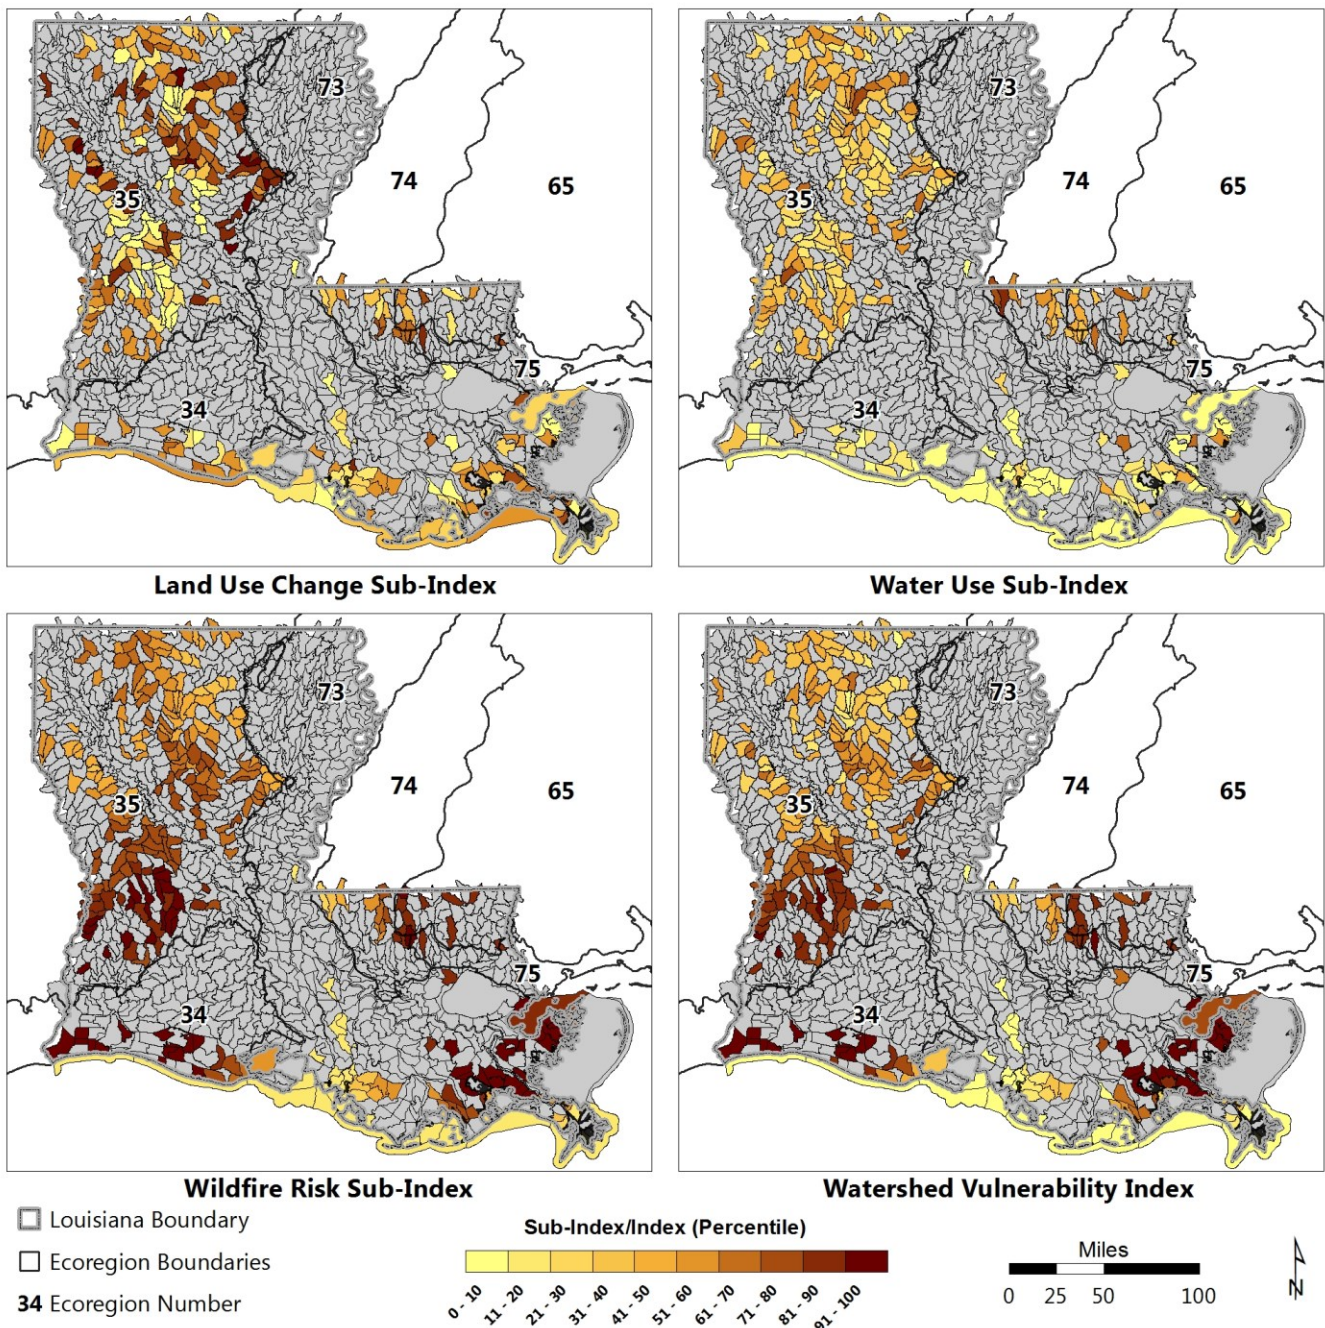 73
74
65
35
75
34
Land Use Change Sub-Index
73
74
65
35
75
34
Water Use Sub-Index
73
74
65
35
75
34
Wildfire Risk Sub-Index
73
74
65
35
75
34
Watershed Vulnerability Index
Louisiana Boundary
Ecoregion Boundaries
34 Ecoregion Number
Sub-Index/Index (Percentile)
0 - 10
11 - 20
21 - 30
31 - 40
41 - 50
51 - 60
61 - 70
71 - 80
81 - 90
91 - 100
Miles
0 25 50 100
N